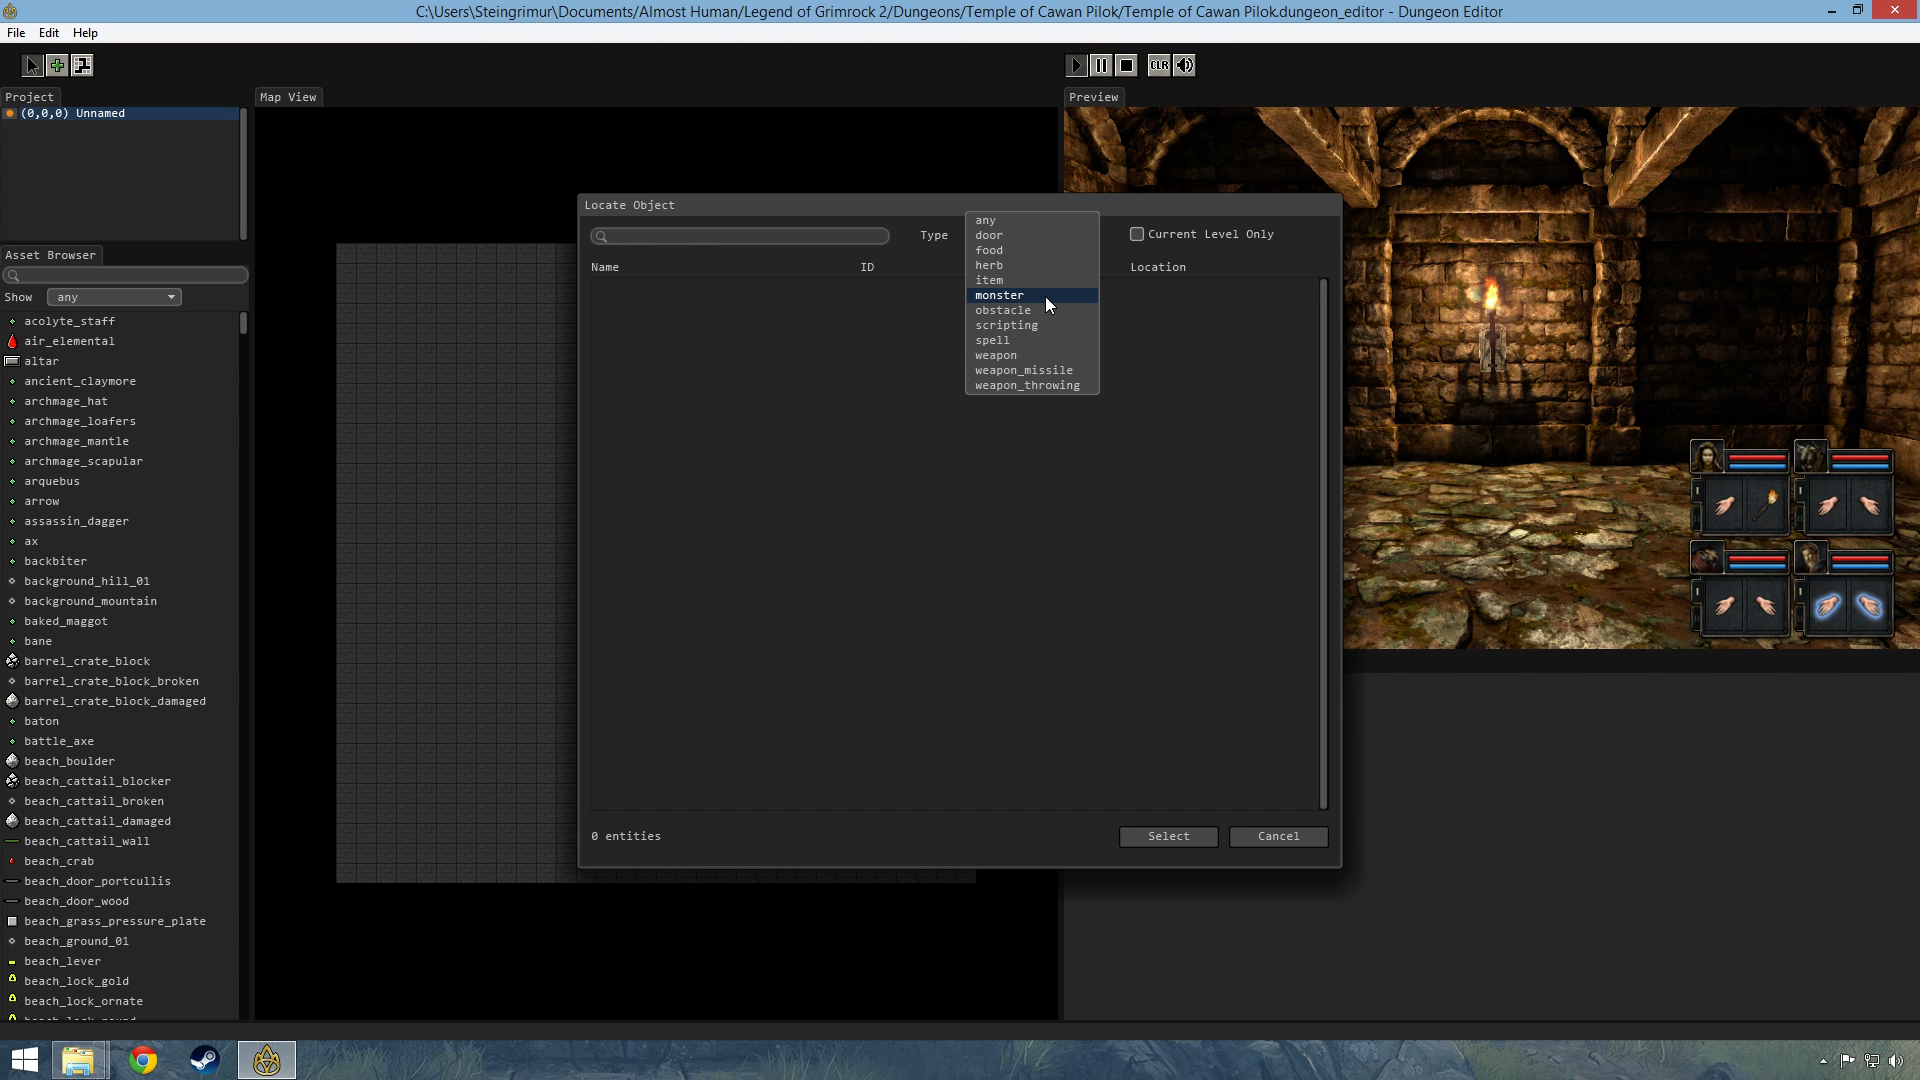 C:\Users\Steingrimur\Documents/Almost Human/Legend of Grimrock 2/Dungeons/Temple of Cawan Pilok/Temple of Cawan Pilok.dungeon_editor - Dungeon Editor
File Edit Help
CLR
Project
Map View
Preview
(0,0,0) Unnamed
Locate Object
Type
any
door
food
herb
item
monster
obstacle
scripting
spell
weapon
weapon_missile
weapon_throwing
Current Level Only
Name
ID
Location
Asset Browser
Show
any
acolyte_staff
air_elemental
altar
ancient_claymore
archmage_hat
archmage_loafers
archmage_mantle
archmage_scapular
arquebus
arrow
assassin_dagger
ax
backbiter
background_hill_01
background_mountain
baked_maggot
bane
barrel_crate_block
barrel_crate_block_broken
barrel_crate_block_damaged
baton
battle_axe
beach_boulder
beach_cattail_blocker
beach_cattail_broken
beach_cattail_damaged
beach_cattail_wall
beach_crab
beach_door_portcullis
beach_door_wood
beach_grass_pressure_plate
beach_ground_01
beach_lever
beach_lock_gold
beach_lock_ornate
0 entities
Select
Cancel